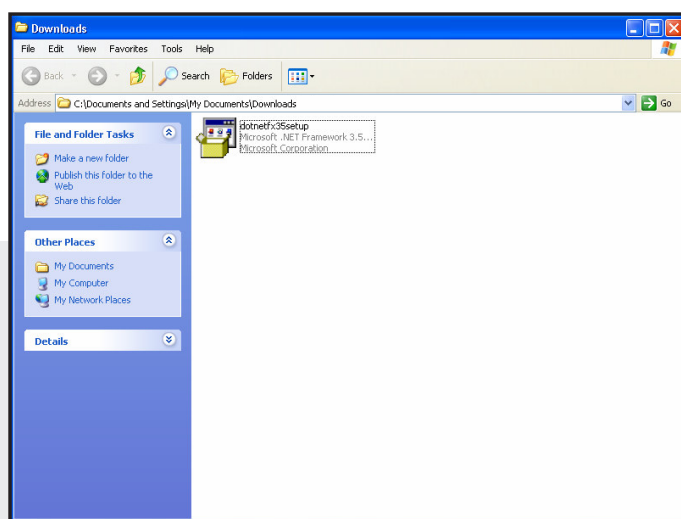 Downloads
File Edit View Favorites Tools Help
Back Search Folders
Address C:\Documents and Settings\My Documents\Downloads Go
File and Folder Tasks
Make a new folder
Publish this folder to the
Web
Share this folder
Other Places
My Documents
My Computer
My Network Places
Details
dotnetfx35setup
Microsoft .NET Framework 3.5...
Microsoft Corporation